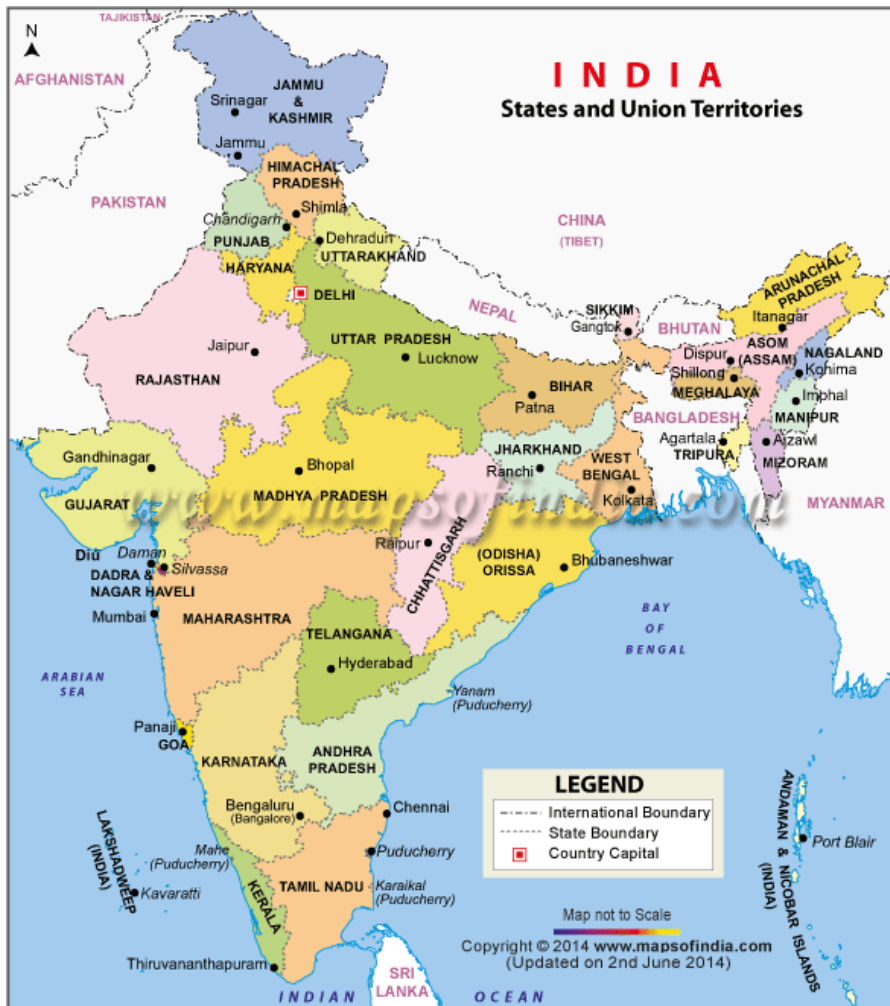 TAJIKISTAN
N
AFGHANISTAN
INDIA
States and Union Territories
JAMMU
&
KASHMIR
Srinagar
Jammu
HIMACHAL
PRADESH
PAKISTAN
Shimla
Chandigarh
PUNJAB
CHINA
(TIBET)
Dehradun
UTTARAKHAND
HARYANA
DELHI
ARUNACHAL
PRADESH
NEPAL
SIKKIM
Gangtok
BHUTAN
Itanagar
UTTAR PRADESH
Lucknow
Jaipur
RAJASTHAN
ASOM
(ASSAM)
Dispur
NAGALAND
Kohima
Shillong
MEGHALAYA
BIHAR
Patna
Imphal
MANIPUR
BANGLADESH
Agartala
TRIPURA
Ajzawl
MIZORAM
JHARKHAND
Ranchi
WEST
BENGAL
Kolkata
Gandhinagar
GUJARAT
Bhopal
MADHYA PRADESH
MYANMAR
www.mapsofindia.com
Raipur
CHHATTISGARH
(ODISHA)
ORISSA
Bhubaneshwar
Diu
Daman
Silvassa
DADRA &
NAGAR HAVELI
Mumbai
MAHARASHTRA
TELANGANA
Hyderabad
BAY
OF
BENGAL
ARABIAN
SEA
Yanam
(Puducherry)
Panaji
GOA
KARNATAKA
ANDHRA
PRADESH
Bengaluru
(Bangalore)
Chennai
LEGEND
International Boundary
State Boundary
Country Capital
ANDAMAN & NICOBAR ISLANDS
(INDIA)
Port Blair
LAKSHADWEEP
(INDIA)
Kavaratti
Mahe
(Puducherry)
Puducherry
KERALA
TAMIL NADU
Karaikal
(Puducherry)
Thiruvananthapuram
Map not to Scale
Copyright © 2014 www.mapsofindia.com
(Updated on 2nd June 2014)
SRI
LANKA
INDIAN OCEAN